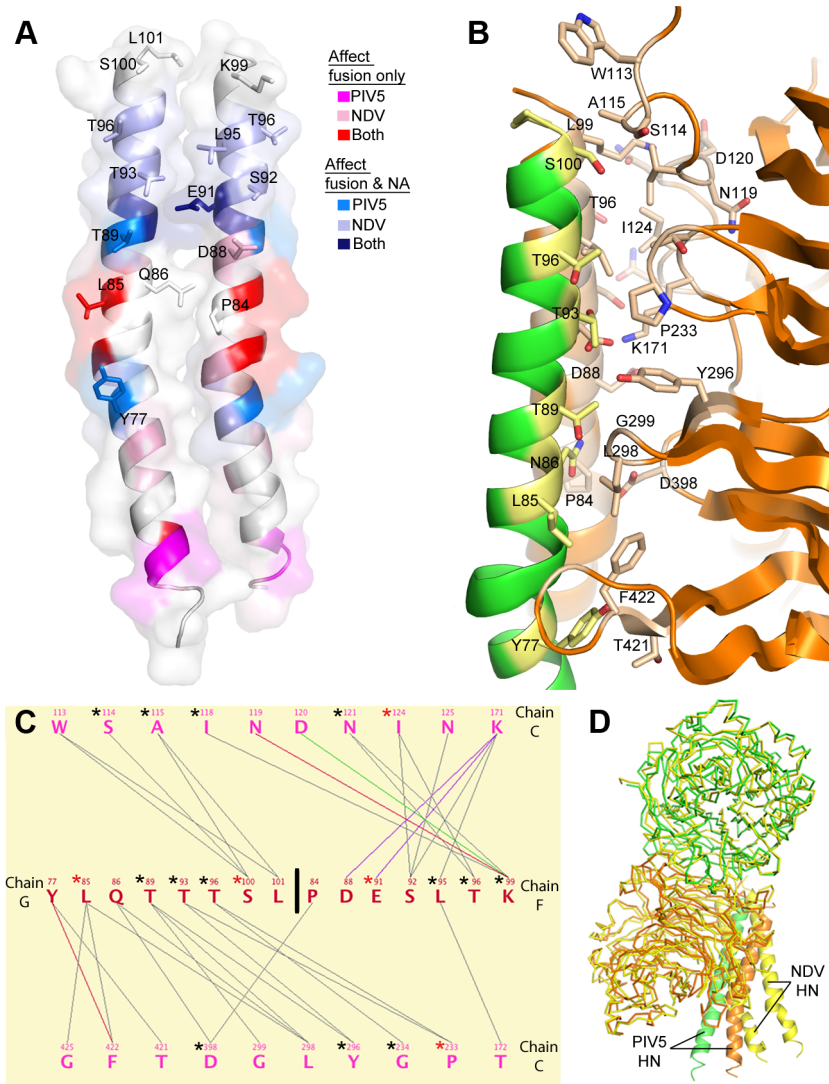 A
L101
S100
K99
T96
L95
T96
T93
E91
S92
T89
D88
Q86
L85
P84
Y77
Affect
fusion only
PIV5
NDV
Both
Affect
fusion & NA
PIV5
NDV
Both
B
W113
A115
S114
L99
S100
D120
N119
T96
I124
T96
T93
P233
K171
D88
Y296
T89
G299
N86
L298
L85
P84
D398
F422
Y77
T421
C
113 *114 *115 *118 119 120 *121 *124 125 171
W S A I N D N I N K
Chain
C
Chain
G
77 *85 86 *89 *93 *96 *100 101 84 88 *91 92 *95 *96 *99
Y L Q T T T S L P D E S L T K
Chain
F
425 422 421 *398 299 298 *296 *234 *233 172
G F T D G L Y G P T
Chain
C
D
NDV
HN
PIV5
HN